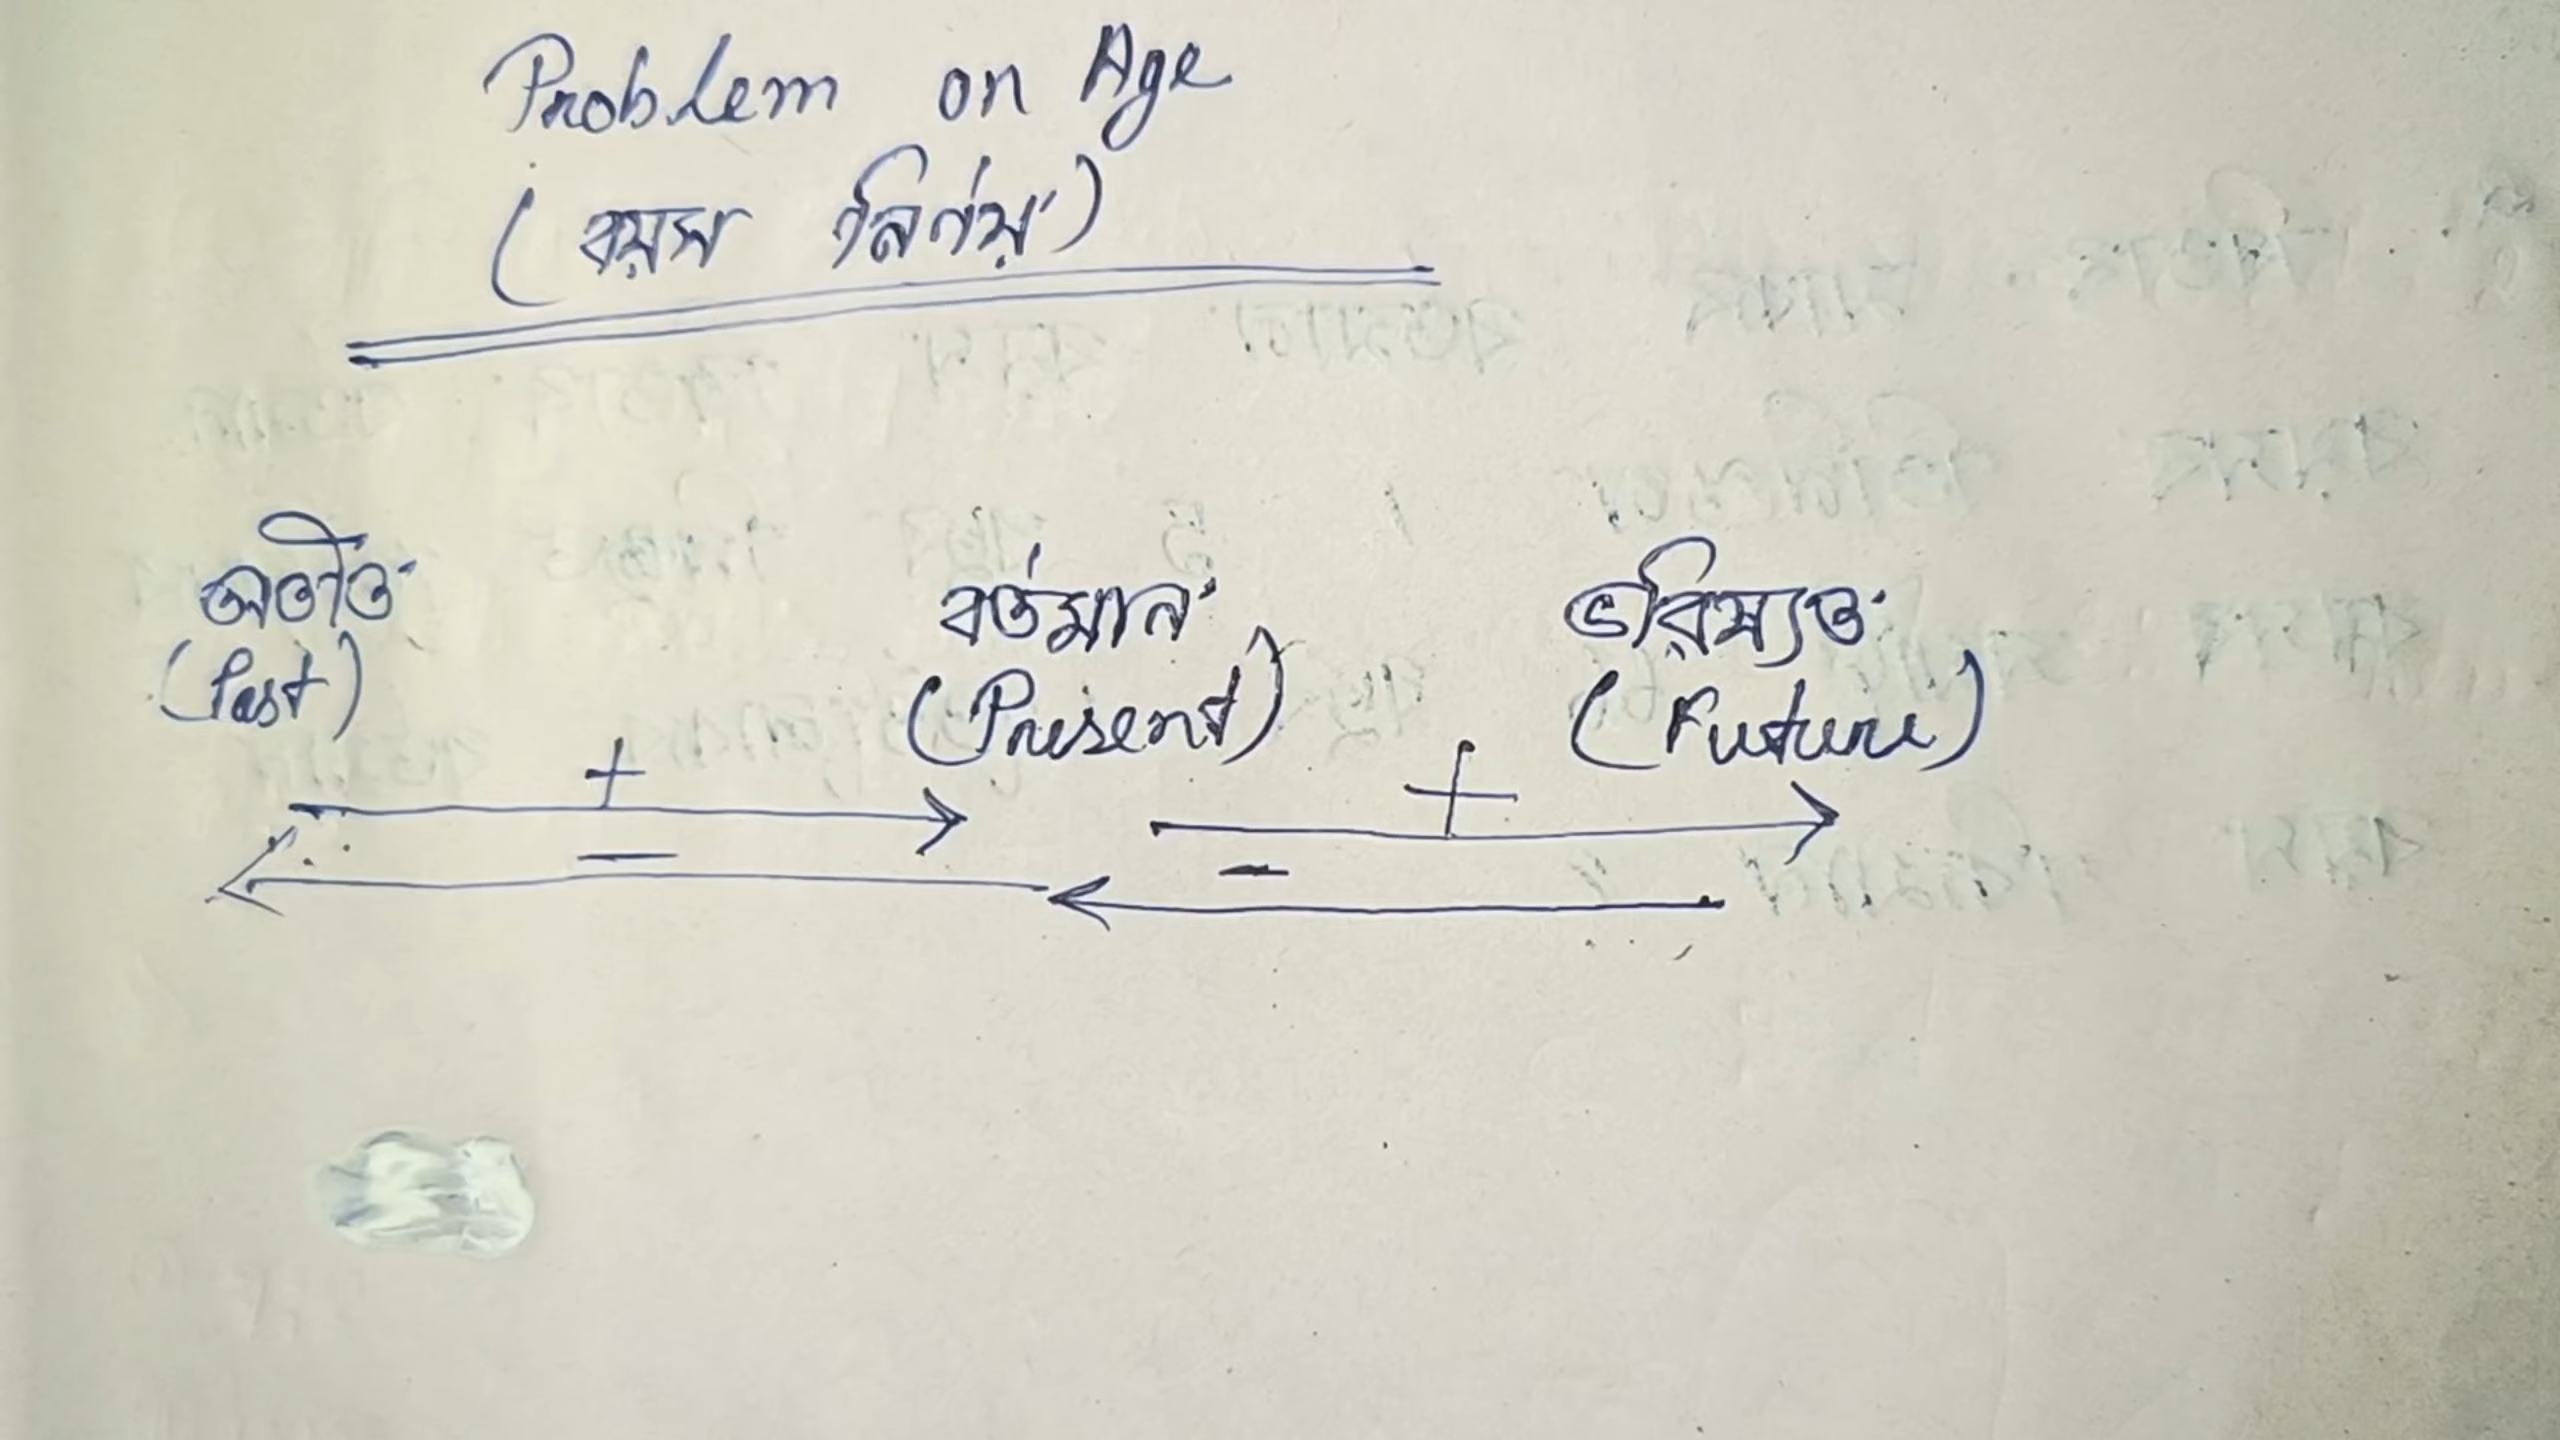 Problem on Age
(বয়স নির্ণয়)
অতীত বর্তমান ভবিষ্যত
(Past) (Present) (Future)
+ +
— -